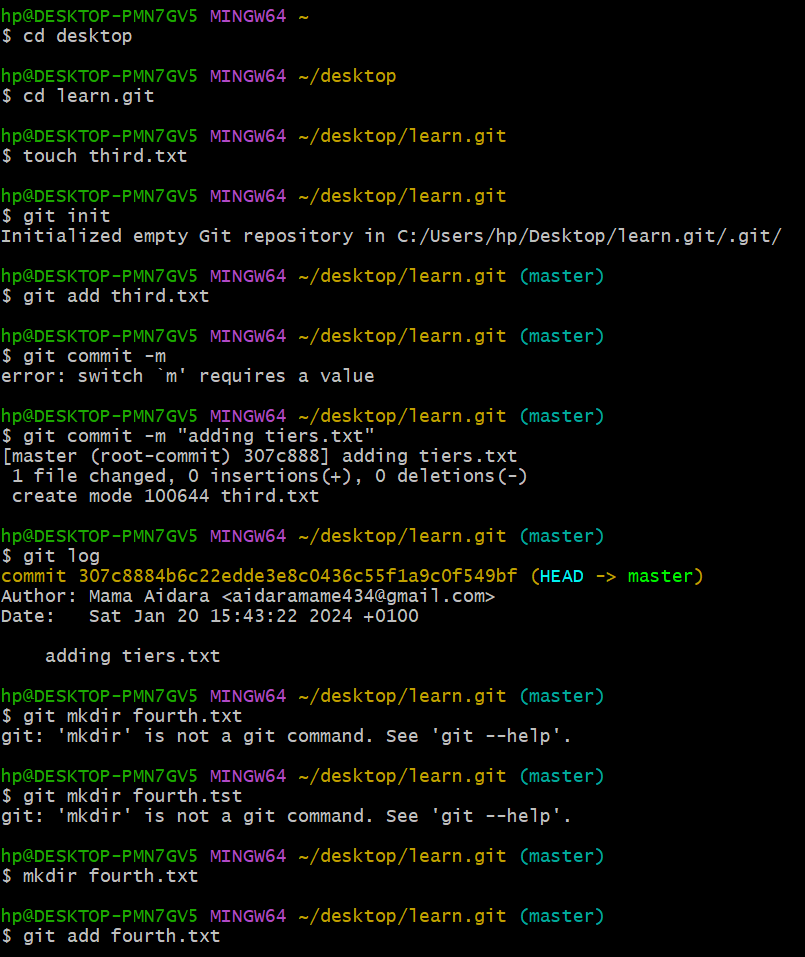 hp@DESKTOP-PMN7GV5 MINGW64 ~
$ cd desktop
hp@DESKTOP-PMN7GV5 MINGW64 ~/desktop
$ cd learn.git
hp@DESKTOP-PMN7GV5 MINGW64 ~/desktop/learn.git
$ touch third.txt
hp@DESKTOP-PMN7GV5 MINGW64 ~/desktop/learn.git
$ git init
Initialized empty Git repository in C:/Users/hp/Desktop/learn.git/.git/
hp@DESKTOP-PMN7GV5 MINGW64 ~/desktop/learn.git (master)
$ git add third.txt
hp@DESKTOP-PMN7GV5 MINGW64 ~/desktop/learn.git (master)
$ git commit -m
error: switch `m' requires a value
hp@DESKTOP-PMN7GV5 MINGW64 ~/desktop/learn.git (master)
$ git commit -m "adding tiers.txt"
[master (root-commit) 307c888] adding tiers.txt
 1 file changed, 0 insertions(+), 0 deletions(-)
 create mode 100644 third.txt
hp@DESKTOP-PMN7GV5 MINGW64 ~/desktop/learn.git (master)
$ git log
commit 307c8884b6c22edde3e8c0436c55f1a9c0f549bf (HEAD -> master)
Author: Mama Aidara <aidaramame434@gmail.com>
Date:   Sat Jan 20 15:43:22 2024 +0100
    adding tiers.txt
hp@DESKTOP-PMN7GV5 MINGW64 ~/desktop/learn.git (master)
$ git mkdir fourth.txt
git: 'mkdir' is not a git command. See 'git --help'.
hp@DESKTOP-PMN7GV5 MINGW64 ~/desktop/learn.git (master)
$ git mkdir fourth.tst
git: 'mkdir' is not a git command. See 'git --help'.
hp@DESKTOP-PMN7GV5 MINGW64 ~/desktop/learn.git (master)
$ mkdir fourth.txt
hp@DESKTOP-PMN7GV5 MINGW64 ~/desktop/learn.git (master)
$ git add fourth.txt